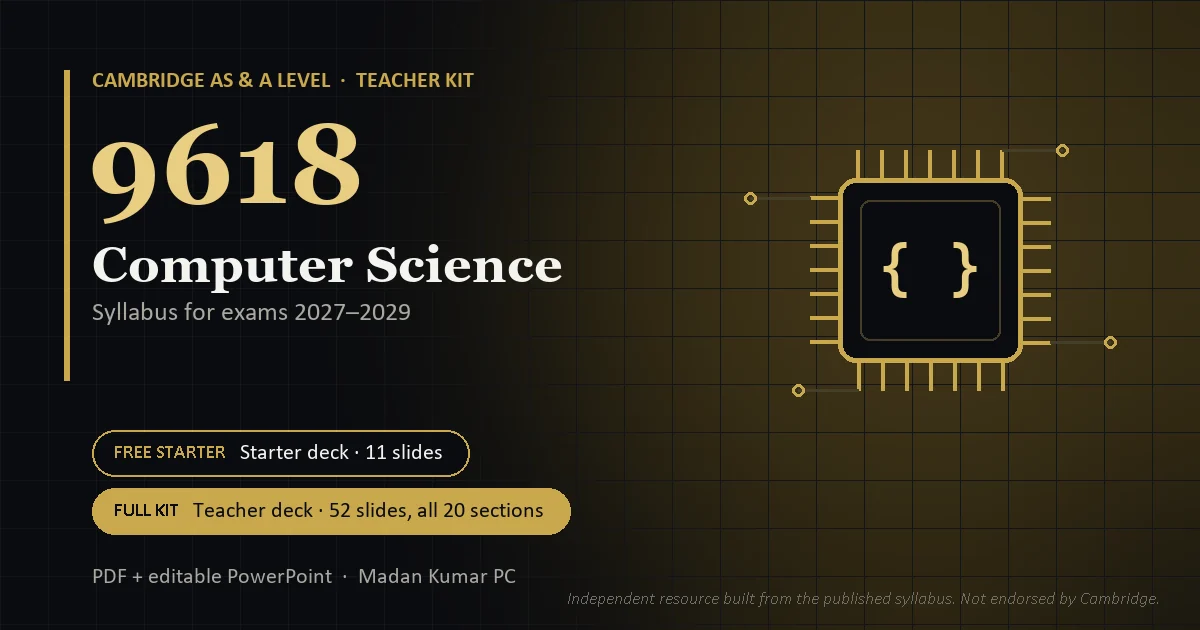 CAMBRIDGE AS & A LEVEL · TEACHER KIT
9618
Computer Science
Syllabus for exams 2027–2029
{ }
FREE STARTER Starter deck · 11 slides
FULL KIT Teacher deck · 52 slides, all 20 sections
PDF + editable PowerPoint · Madan Kumar PC
Independent resource built from the published syllabus. Not endorsed by Cambridge.